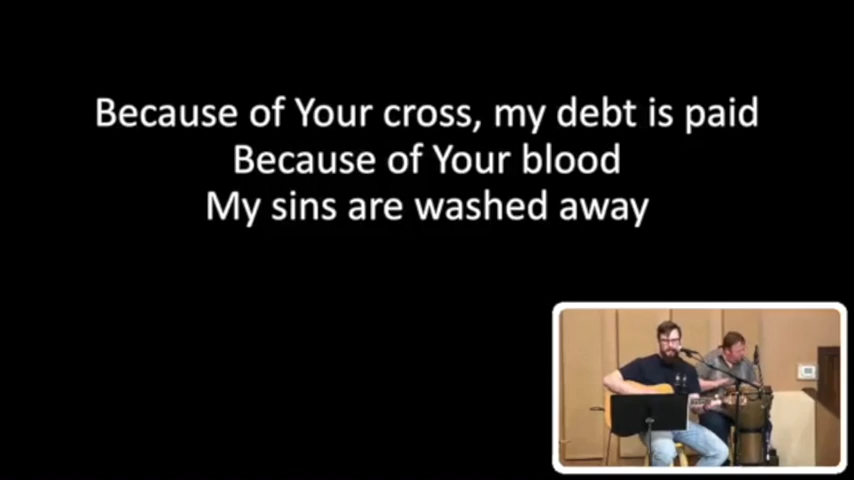 Because of Your cross, my debt is paid
Because of Your blood
My sins are washed away